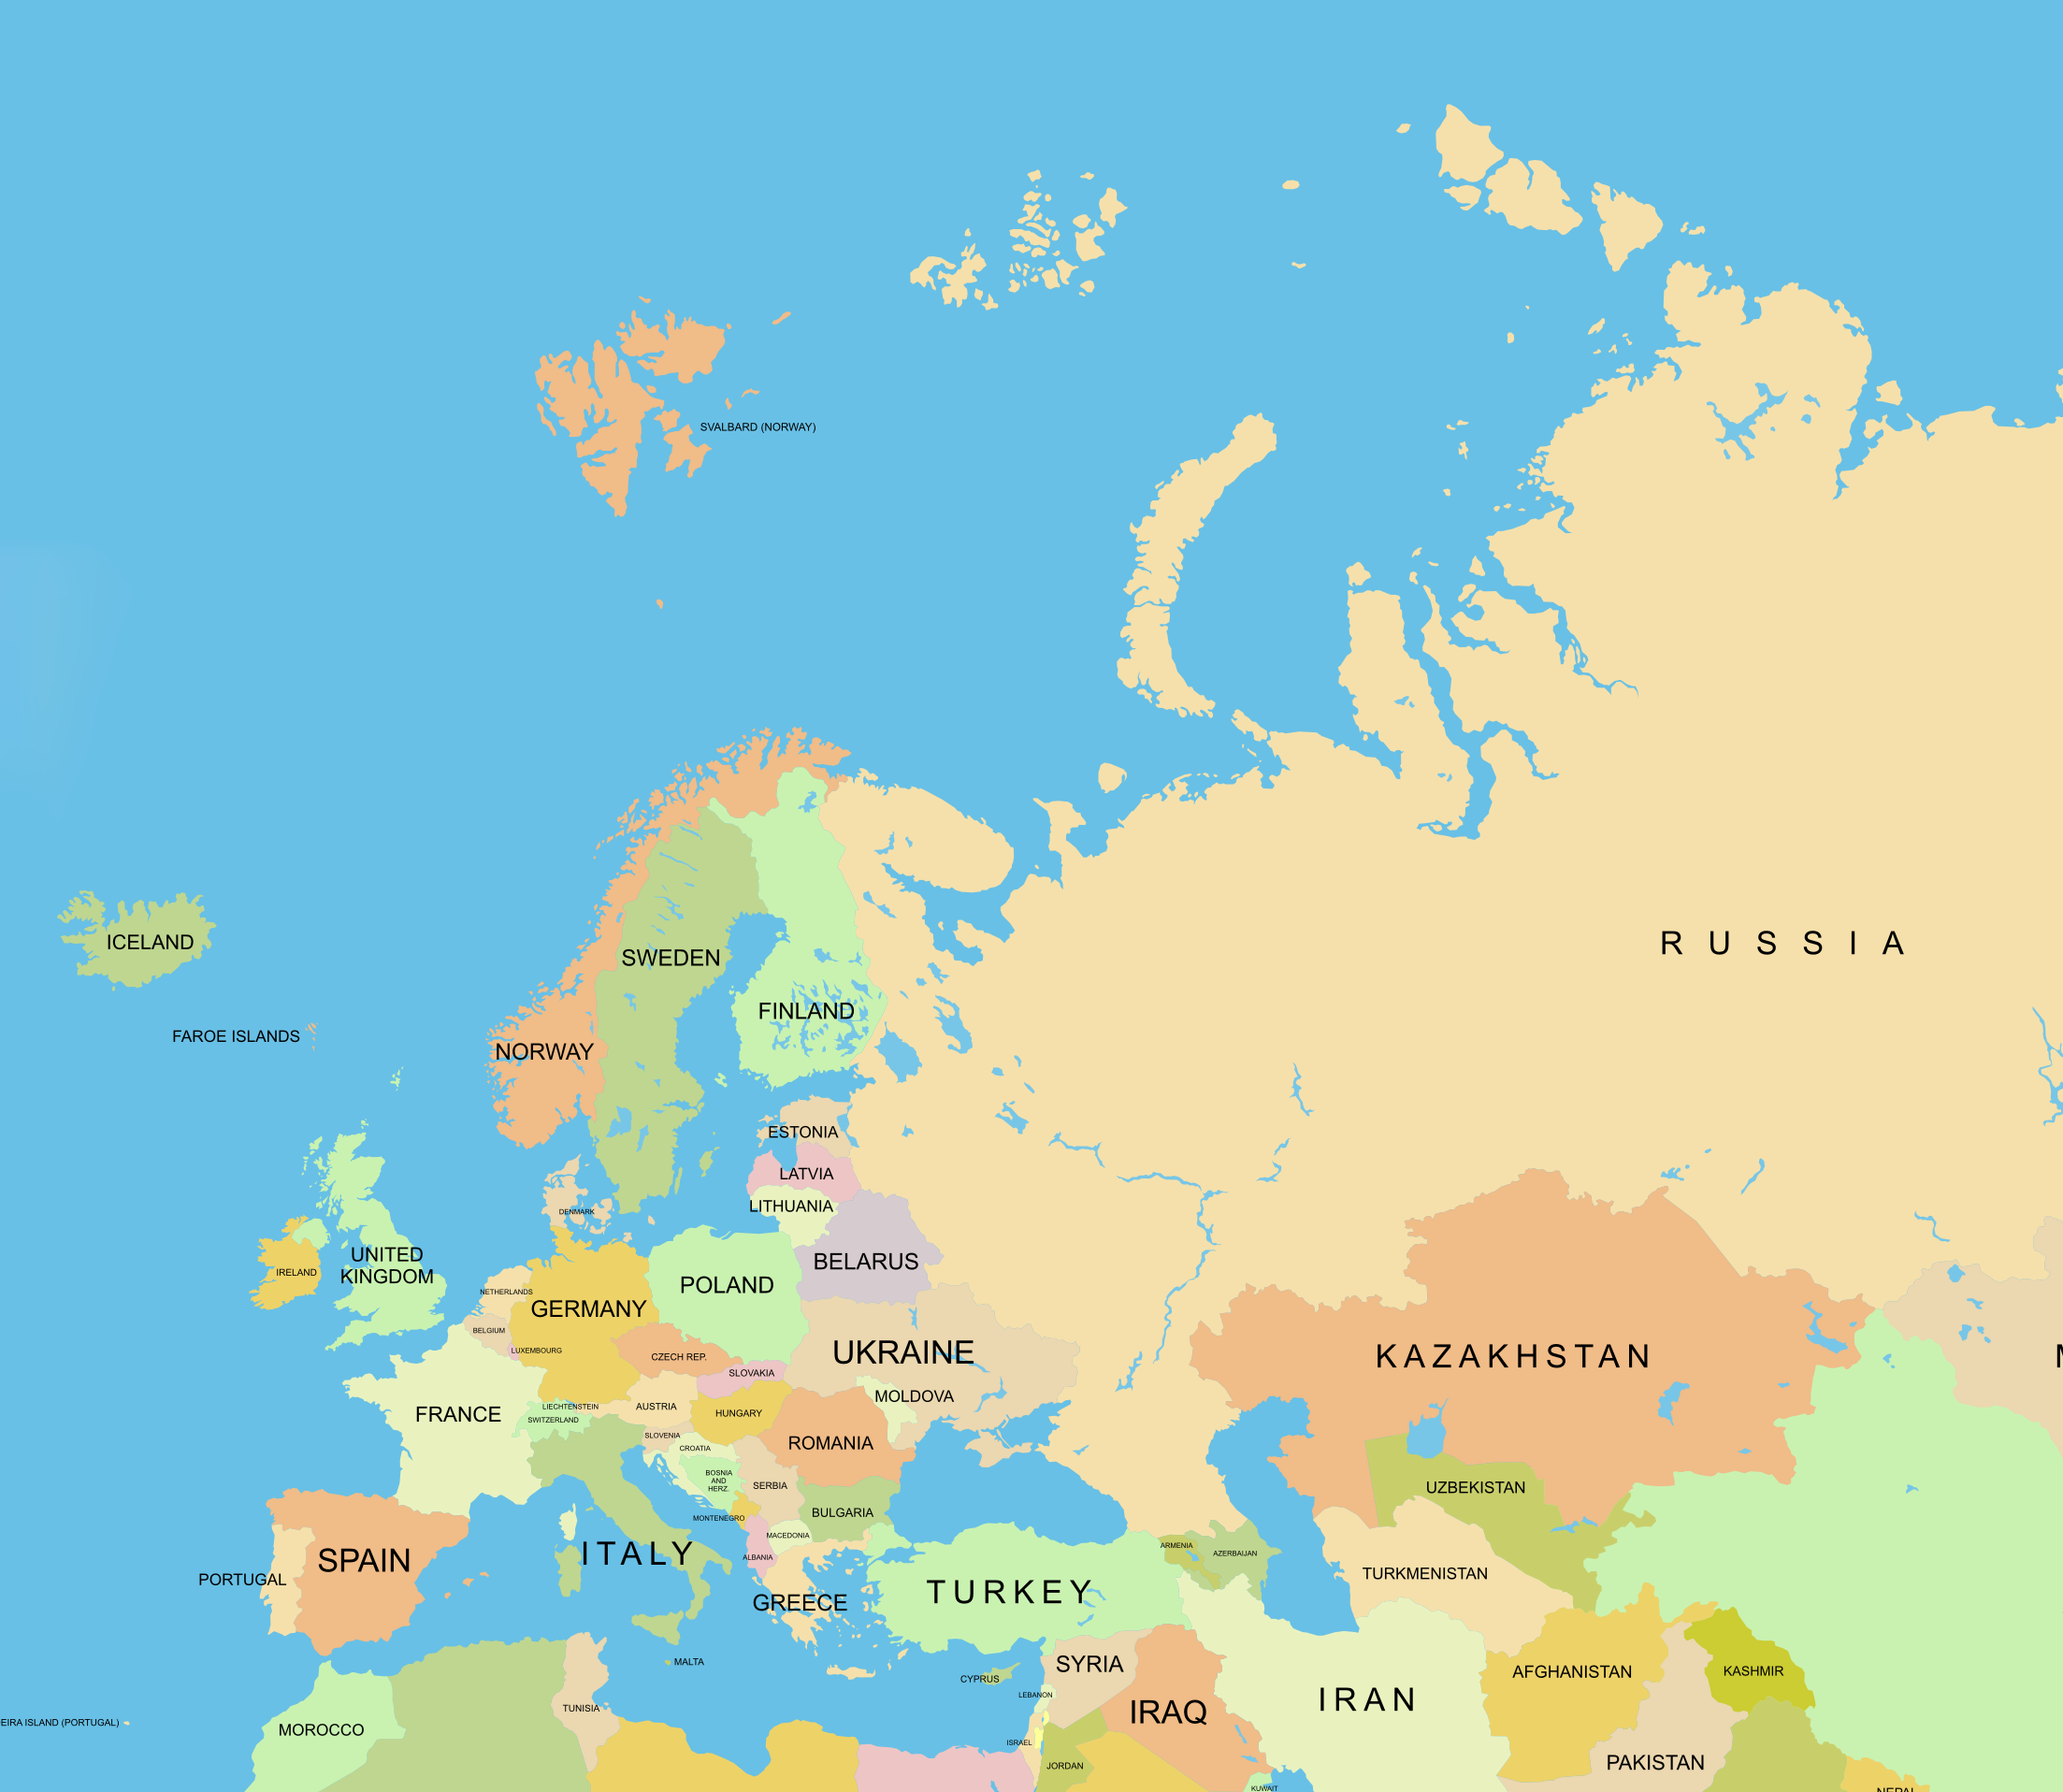 SVALBARD (NORWAY)
RUSSIA
ICELAND
SWEDEN
FINLAND
FAROE ISLANDS
NORWAY
ESTONIA
LATVIA
LITHUANIA
DENMARK
UNITED
KINGDOM
IRELAND
BELARUS
POLAND
NETHERLANDS
GERMANY
BELGIUM
LUXEMBOURG
CZECH REP.
UKRAINE
KAZAKHSTAN
M
SLOVAKIA
MOLDOVA
FRANCE
LIECHTENSTEIN
SWITZERLAND
AUSTRIA
HUNGARY
SLOVENIA
CROATIA
ROMANIA
BOSNIA
AND
HERZ.
SERBIA
UZBEKISTAN
BULGARIA
MONTENEGRO
MACEDONIA
ARMENIA
AZERBAIJAN
ITALY
ALBANIA
SPAIN
PORTUGAL
TURKMENISTAN
GREECE
TURKEY
MALTA
CYPRUS
SYRIA
AFGHANISTAN
KASHMIR
LEBANON
IRAN
TUNISIA
IRAQ
EIRA ISLAND (PORTUGAL)
MOROCCO
ISRAEL
JORDAN
PAKISTAN
KUWAIT
NEPAL